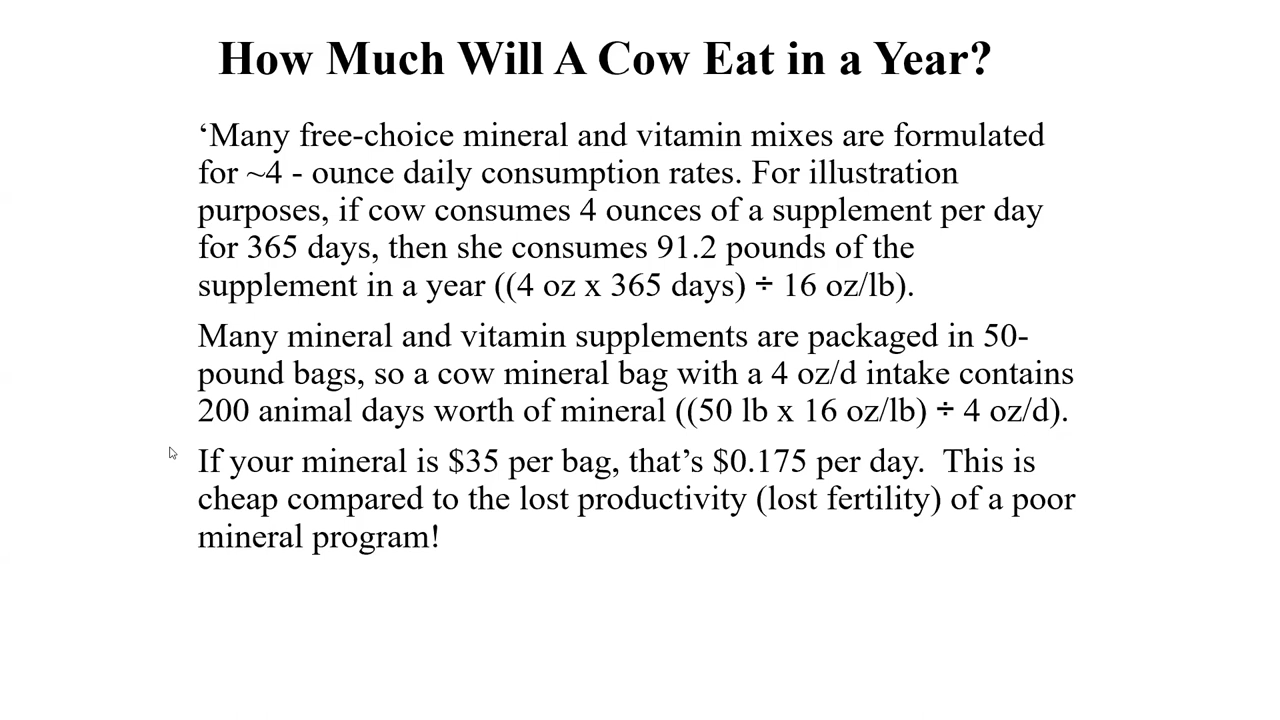 How Much Will A Cow Eat in a Year?
‘Many free-choice mineral and vitamin mixes are formulated
for ~4 - ounce daily consumption rates. For illustration
purposes, if cow consumes 4 ounces of a supplement per day
for 365 days, then she consumes 91.2 pounds of the
supplement in a year ((4 oz x 365 days) ÷ 16 oz/lb).
Many mineral and vitamin supplements are packaged in 50-
pound bags, so a cow mineral bag with a 4 oz/d intake contains
200 animal days worth of mineral ((50 lb x 16 oz/lb) ÷ 4 oz/d).
If your mineral is $35 per bag, that’s $0.175 per day.  This is
cheap compared to the lost productivity (lost fertility) of a poor
mineral program!